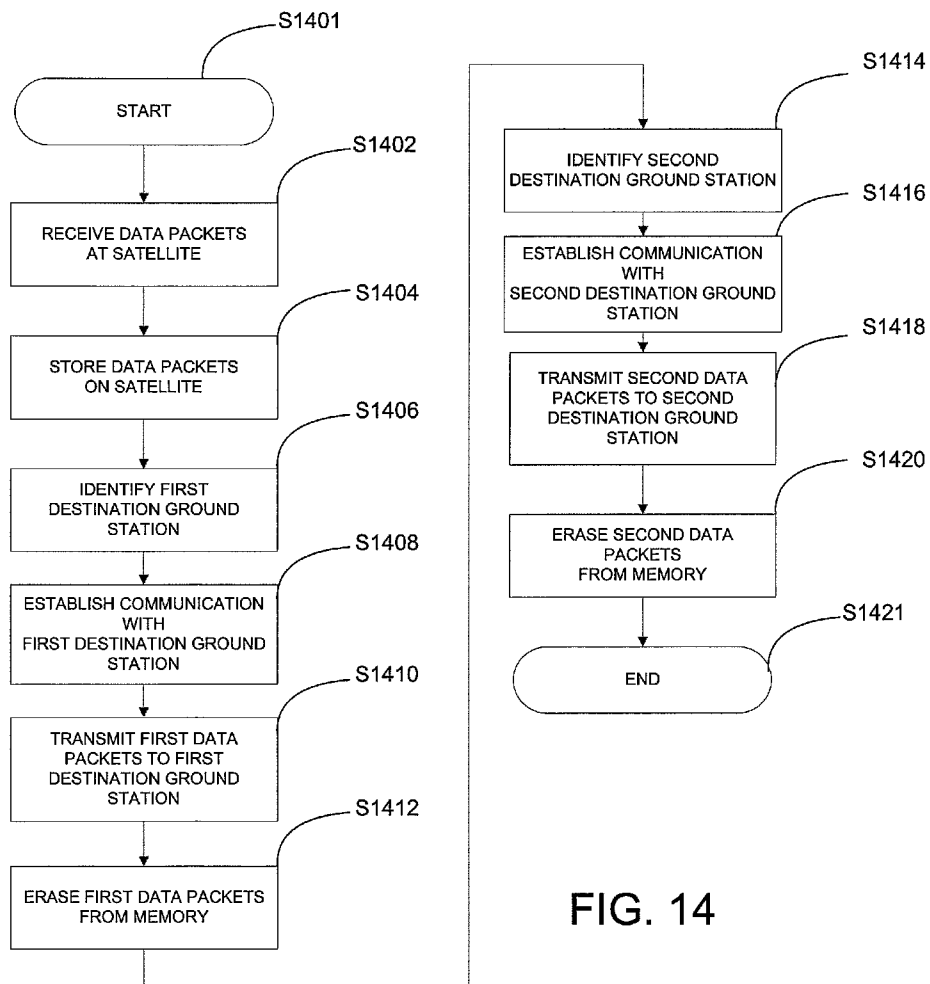 S1401
START
S1402
RECEIVE DATA PACKETS
AT SATELLITE
S1404
STORE DATA PACKETS
ON SATELLITE
S1406
IDENTIFY FIRST
DESTINATION GROUND
STATION
S1408
ESTABLISH COMMUNICATION
WITH
FIRST DESTINATION GROUND
STATION
S1410
TRANSMIT FIRST DATA
PACKETS TO FIRST
DESTINATION GROUND
STATION
S1412
ERASE FIRST DATA PACKETS
FROM MEMORY
S1414
IDENTIFY SECOND
DESTINATION GROUND STATION
S1416
ESTABLISH COMMUNICATION
WITH
SECOND DESTINATION GROUND
STATION
S1418
TRANSMIT SECOND DATA
PACKETS TO SECOND
DESTINATION GROUND
STATION
S1420
ERASE SECOND DATA
PACKETS
FROM MEMORY
S1421
END
FIG. 14